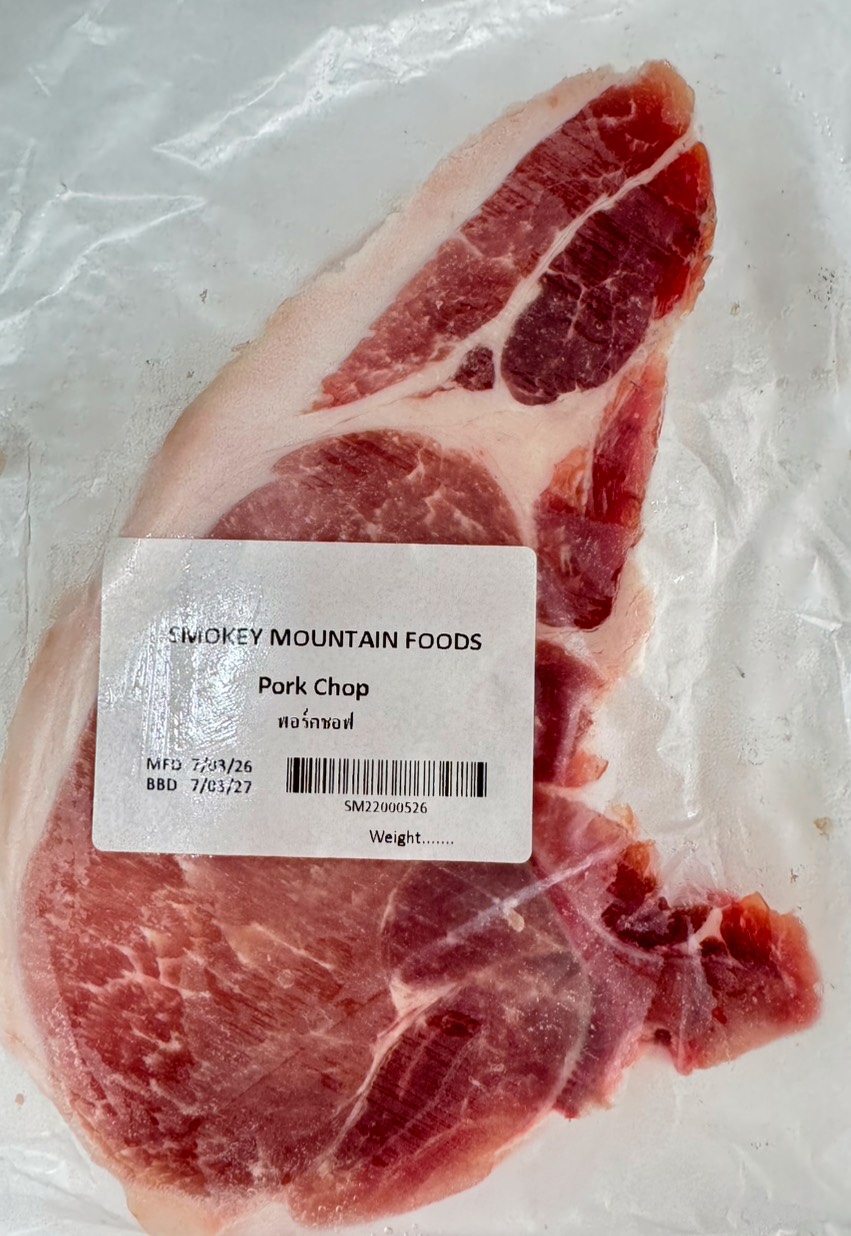 SMOKEY MOUNTAIN FOODS
Pork Chop
พอร์คชอฟ
MFD 7/03/26
BBD 7/03/27
SM22000526
Weight.......